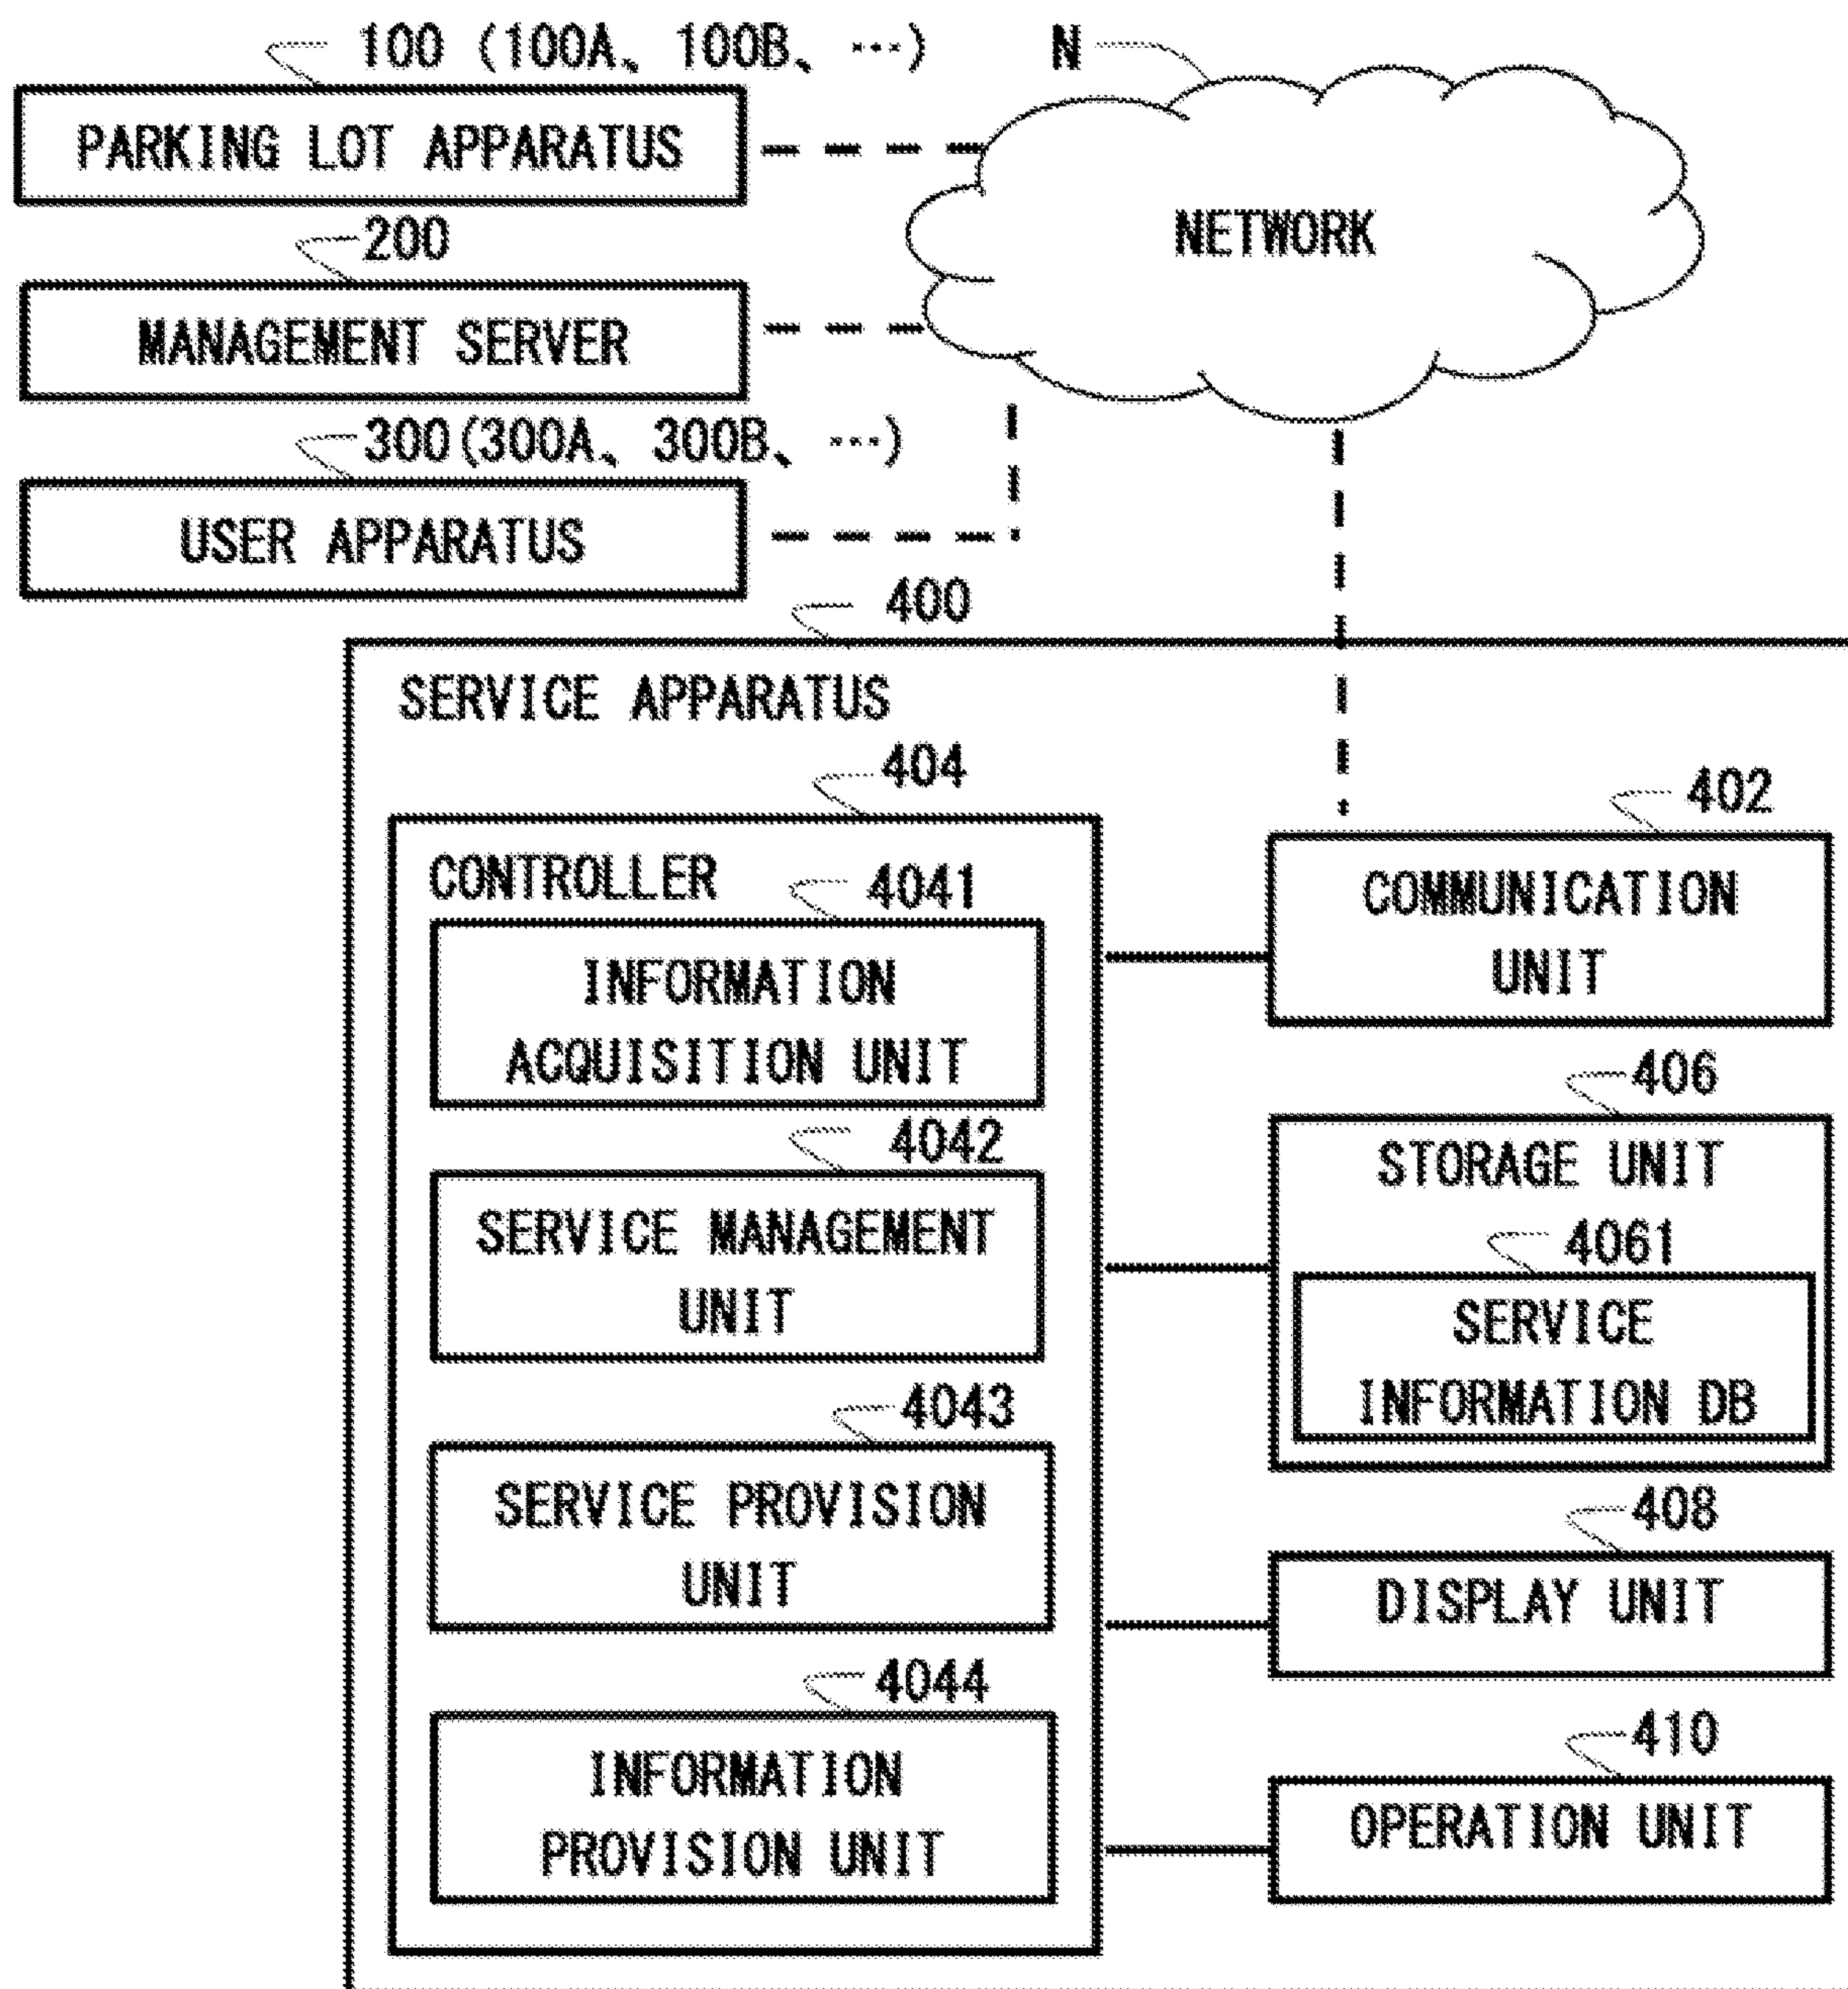 100 (100A、100B、…)
N
PARKING LOT APPARATUS
NETWORK
200
MANAGEMENT SERVER
300(300A、300B、…)
USER APPARATUS
400
SERVICE APPARATUS
404
CONTROLLER
4041
INFORMATION
ACQUISITION UNIT
4042
SERVICE MANAGEMENT
UNIT
4043
SERVICE PROVISION
UNIT
4044
INFORMATION
PROVISION UNIT
402
COMMUNICATION
UNIT
406
STORAGE UNIT
4061
SERVICE
INFORMATION DB
408
DISPLAY UNIT
410
OPERATION UNIT